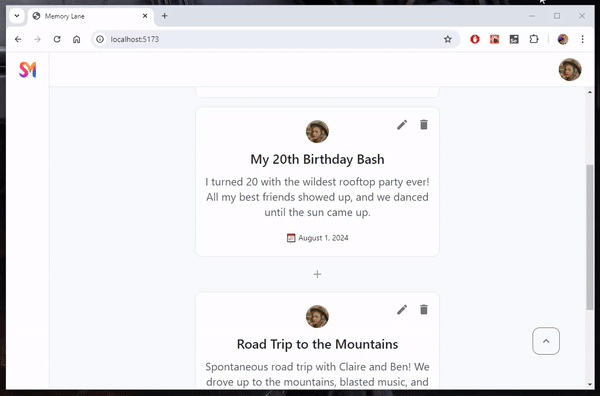 Memory Lane
localhost:5173
SM
My 20th Birthday Bash
I turned 20 with the wildest rooftop party ever!
All my best friends showed up, and we danced
until the sun came up.
August 1, 2024
Road Trip to the Mountains
Spontaneous road trip with Claire and Ben! We
drove up to the mountains, blasted music, and